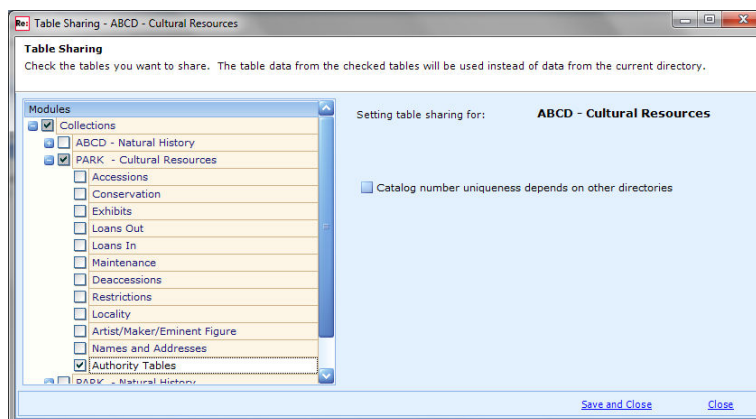 Re: Table Sharing - ABCD - Cultural Resources
Table Sharing
Check the tables you want to share. The table data from the checked tables will be used instead of data from the current directory.
Modules
Collections
ABCD - Natural History
PARK - Cultural Resources
Accessions
Conservation
Exhibits
Loans Out
Loans In
Maintenance
Deaccessions
Restrictions
Locality
Artist/Maker/Eminent Figure
Names and Addresses
Authority Tables
PARK - Natural History
Setting table sharing for: ABCD - Cultural Resources
Catalog number uniqueness depends on other directories
Save and Close Close